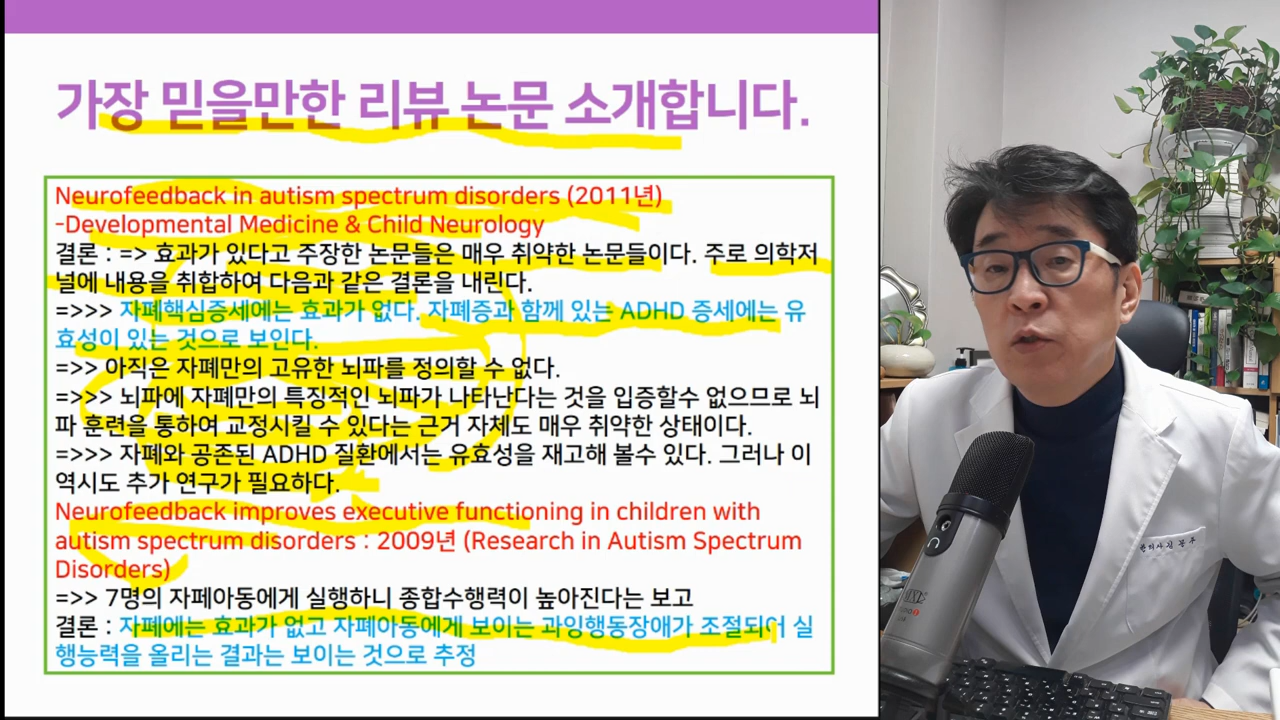 가장 믿을만한 리뷰 논문 소개합니다.
Neurofeedback in autism spectrum disorders (2011년)
-Developmental Medicine & Child Neurology
결론 : => 효과가 있다고 주장한 논문들은 매우 취약한 논문들이다. 주로 의학저
널에 내용을 취합하여 다음과 같은 결론을 내린다.
=>>> 자폐핵심증세에는 효과가 없다. 자폐증과 함께 있는 ADHD 증세에는 유
효성이 있는 것으로 보인다.
=>> 아직은 자폐만의 고유한 뇌파를 정의할 수 없다.
=>>> 뇌파에 자폐만의 특징적인 뇌파가 나타난다는 것을 입증할수 없으므로 뇌
파 훈련을 통하여 교정시킬 수 있다는 근거 자체도 매우 취약한 상태이다.
=>>> 자폐와 공존된 ADHD 질환에서는 유효성을 재고해 볼수 있다. 그러나 이
역시도 추가 연구가 필요하다.
Neurofeedback improves executive functioning in children with
autism spectrum disorders : 2009년 (Research in Autism Spectrum
Disorders)
=>> 7명의 자페아동에게 실행하니 종합수행력이 높아진다는 보고
결론 : 자폐에는 효과가 없고 자폐아동에게 보이는 과잉행동장애가 조절되어 실
행능력을 올리는 결과는 보이는 것으로 추정